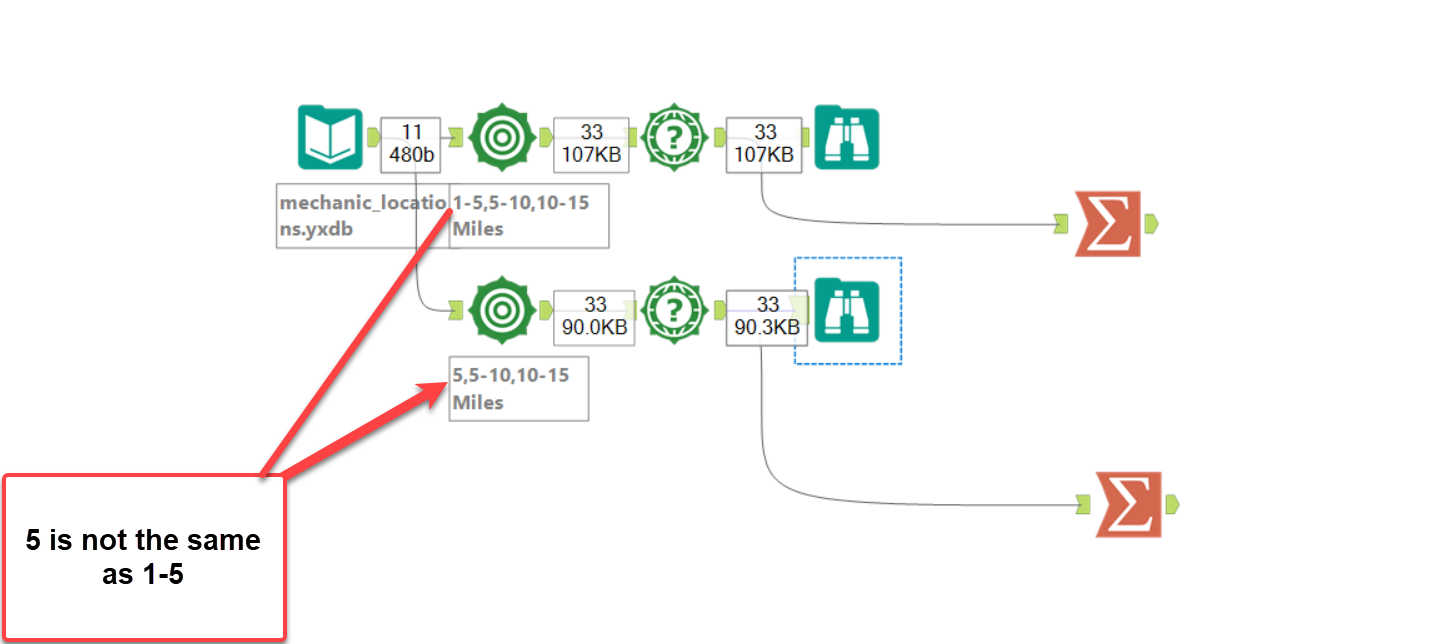 11
480b
33
107KB
?
33
107KB
mechanic_locatio
ns.yxdb
1-5,5-10,10-15
Miles
Σ
33
90.0KB
?
33
90.3KB
5,5-10,10-15
Miles
Σ
5 is not the same
as 1-5